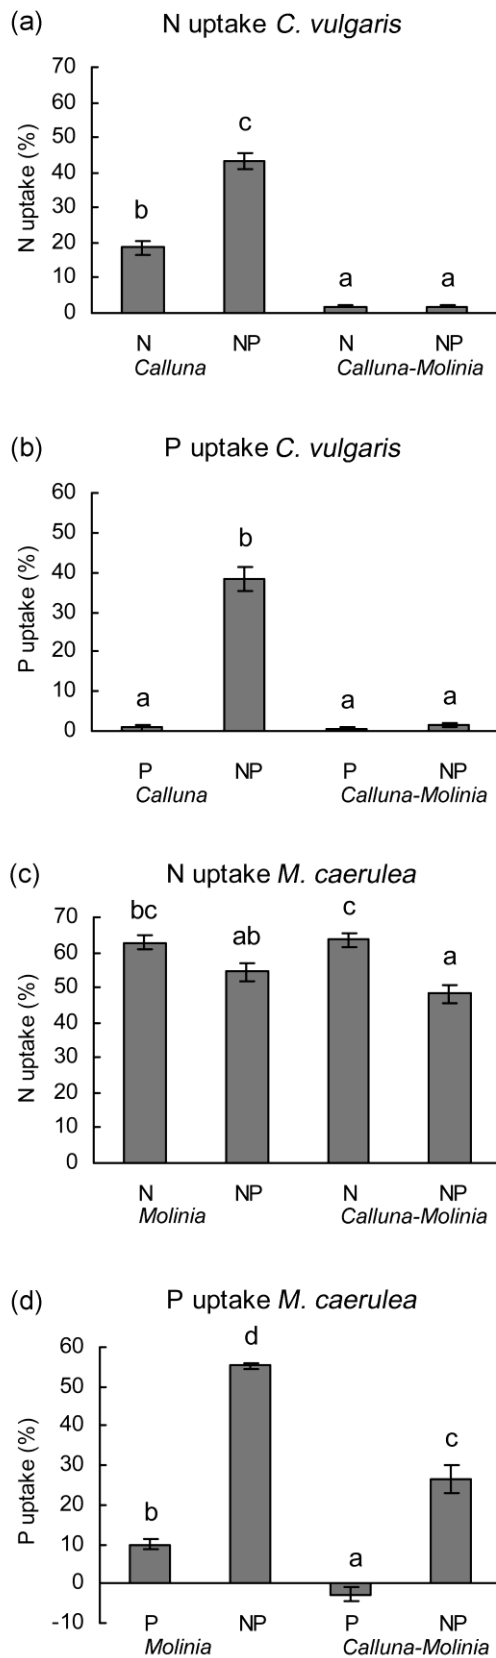 (a) N uptake C. vulgaris
70
60
50
40
30
20
10
0
N uptake (%)
b
c
a
a
N NP N NP
Calluna Calluna-Molinia
(b) P uptake C. vulgaris
60
50
40
30
20
10
0
P uptake (%)
a
b
a
a
P NP P NP
Calluna Calluna-Molinia
(c) N uptake M. caerulea
70
60
50
40
30
20
10
0
N uptake (%)
bc
ab
c
a
N NP N NP
Molinia Calluna-Molinia
(d) P uptake M. caerulea
60
50
40
30
20
10
0
-10
P uptake (%)
b
d
a
c
P NP P NP
Molinia Calluna-Molinia